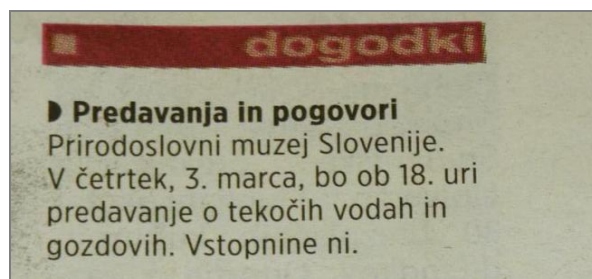 dogodki
Predavanja in pogovori
Prirodoslovni muzej Slovenije.
V četrtek, 3. marca, bo ob 18. uri
predavanje o tekočih vodah in
gozdovih. Vstopnine ni.